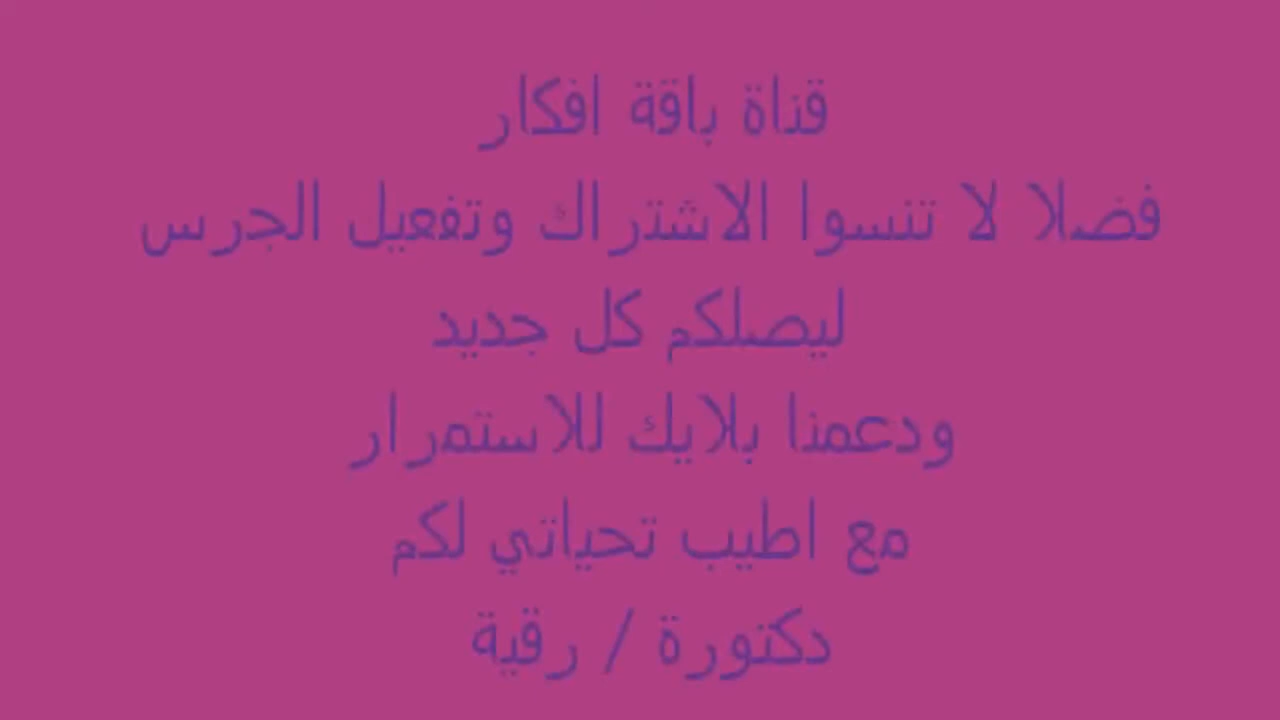 قناة باقة افكار
فضلا لا تنسوا الاشتراك وتفعيل الجرس
ليصلكم كل جديد
ودعمنا بلايك للاستمرار
مع اطيب تحياتي لكم
دكتورة / رقية